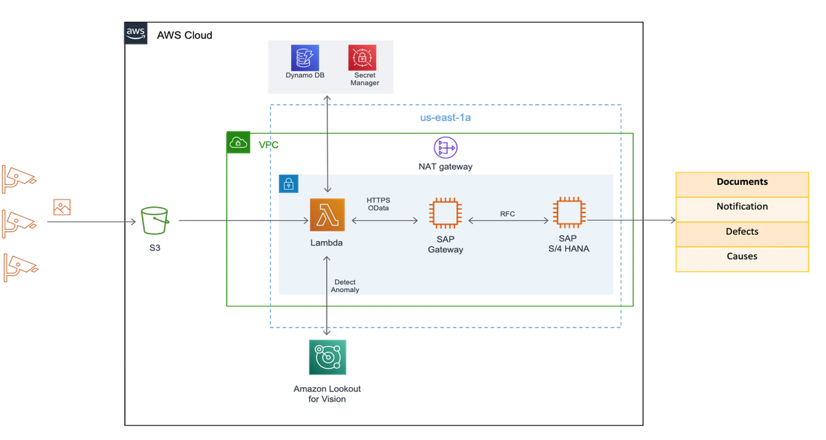 aws
AWS Cloud
Dynamo DB
Secret
Manager
us-east-1a
VPC
NAT gateway
HTTPS
OData
RFC
S3
Lambda
SAP
Gateway
SAP
S/4 HANA
Detect
Anomaly
Amazon Lookout
for Vision
Documents
Notification
Defects
Causes